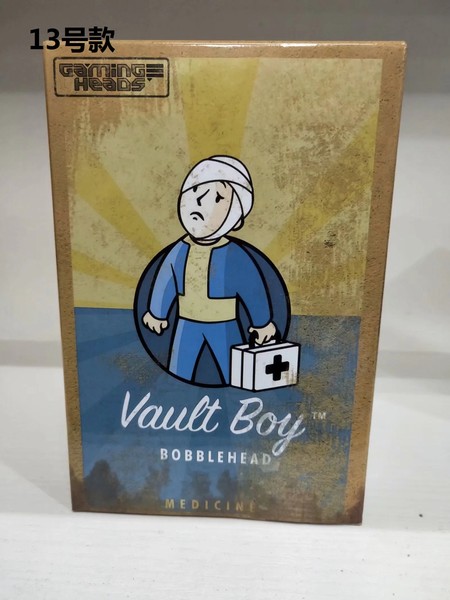 13号款
GAMING
HEADS
Vault Boy™
BOBBLEHEAD
MEDICINE